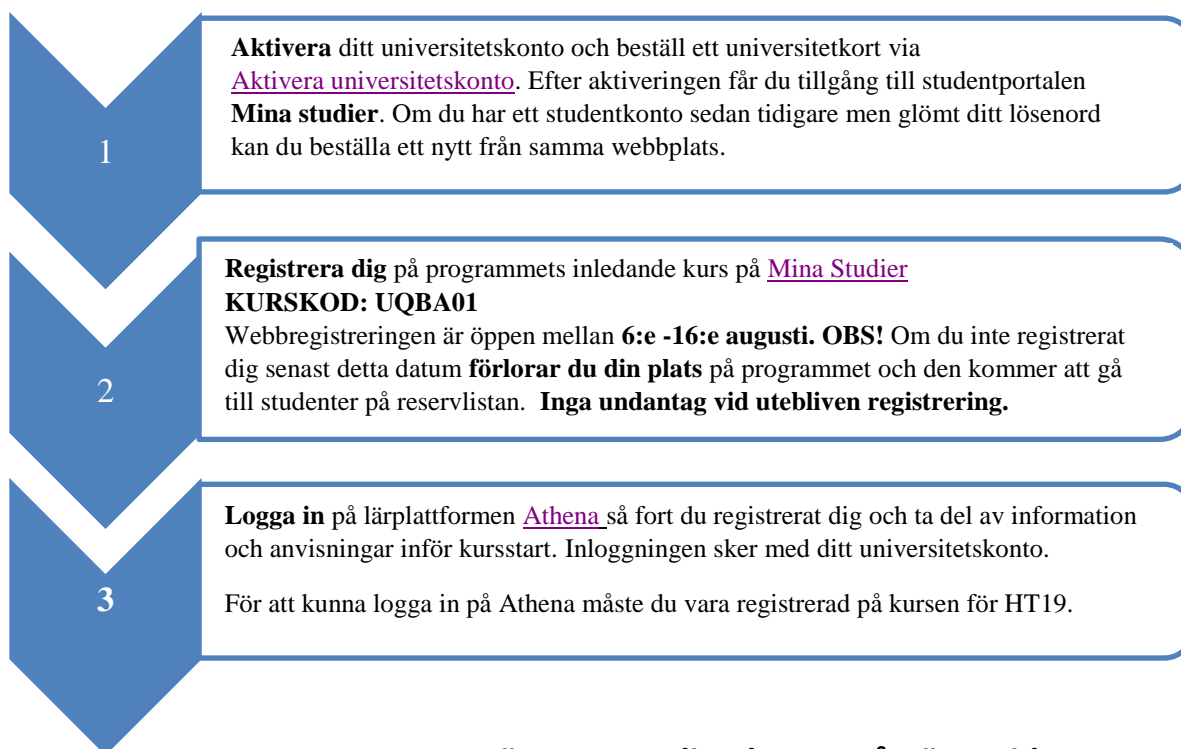 1
Aktivera ditt universitetskonto och beställ ett universitetkort via
Aktivera universitetskonto. Efter aktiveringen får du tillgång till studentportalen
Mina studier. Om du har ett studentkonto sedan tidigare men glömt ditt lösenord
kan du beställa ett nytt från samma webbplats.
2
Registrera dig på programmets inledande kurs på Mina Studier
KURSKOD: UQBA01
Webbregistreringen är öppen mellan 6:e -16:e augusti. OBS! Om du inte registrerat
dig senast detta datum förlorar du din plats på programmet och den kommer att gå
till studenter på reservlistan. Inga undantag vid utebliven registrering.
3
Logga in på lärplattformen Athena så fort du registrerat dig och ta del av information
och anvisningar inför kursstart. Inloggningen sker med ditt universitetskonto.
För att kunna logga in på Athena måste du vara registrerad på kursen för HT19.